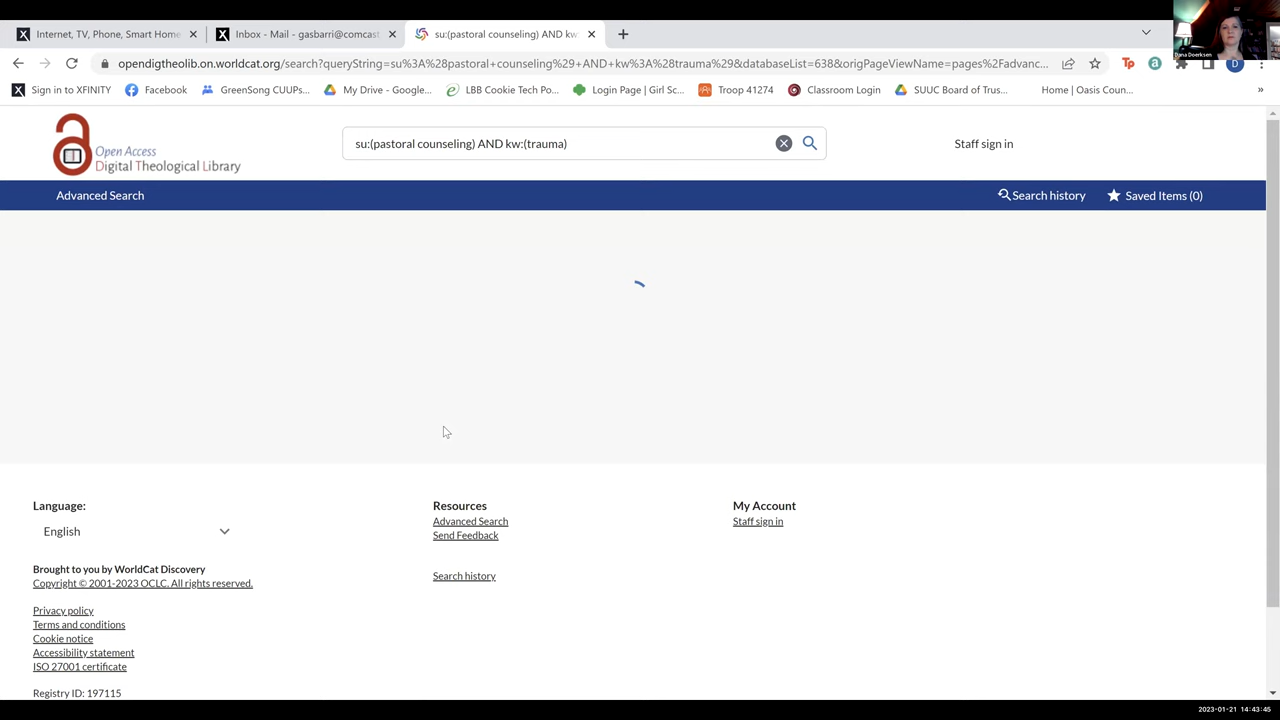 Internet, TV, Phone, Smart Home
Inbox - Mail - gasbarri@comcast
su:(pastoral counseling) AND kw:
Dana Doerksen
opendigtheolib.on.worldcat.org/search?queryString=su%3A%28pastoral+counseling%29+AND+kw%3A%28trauma%29&databaseList=638&origPageViewName=pages%2Fadvanc...
Sign in to XFINITY
Facebook
GreenSong CUUPs...
My Drive - Google...
LBB Cookie Tech Po...
Login Page | Girl Sc...
Troop 41274
Classroom Login
SUUC Board of Trus...
Home | Oasis Coun...
»
Open Access
Digital Theological Library
su:(pastoral counseling) AND kw:(trauma)
Staff sign in
Advanced Search
Search history
Saved Items (0)
Language:
English
Brought to you by WorldCat Discovery
Copyright © 2001-2023 OCLC. All rights reserved.
Privacy policy
Terms and conditions
Cookie notice
Accessibility statement
ISO 27001 certificate
Registry ID: 197115
Resources
Advanced Search
Send Feedback
Search history
My Account
Staff sign in
2023-01-21 14:43:45